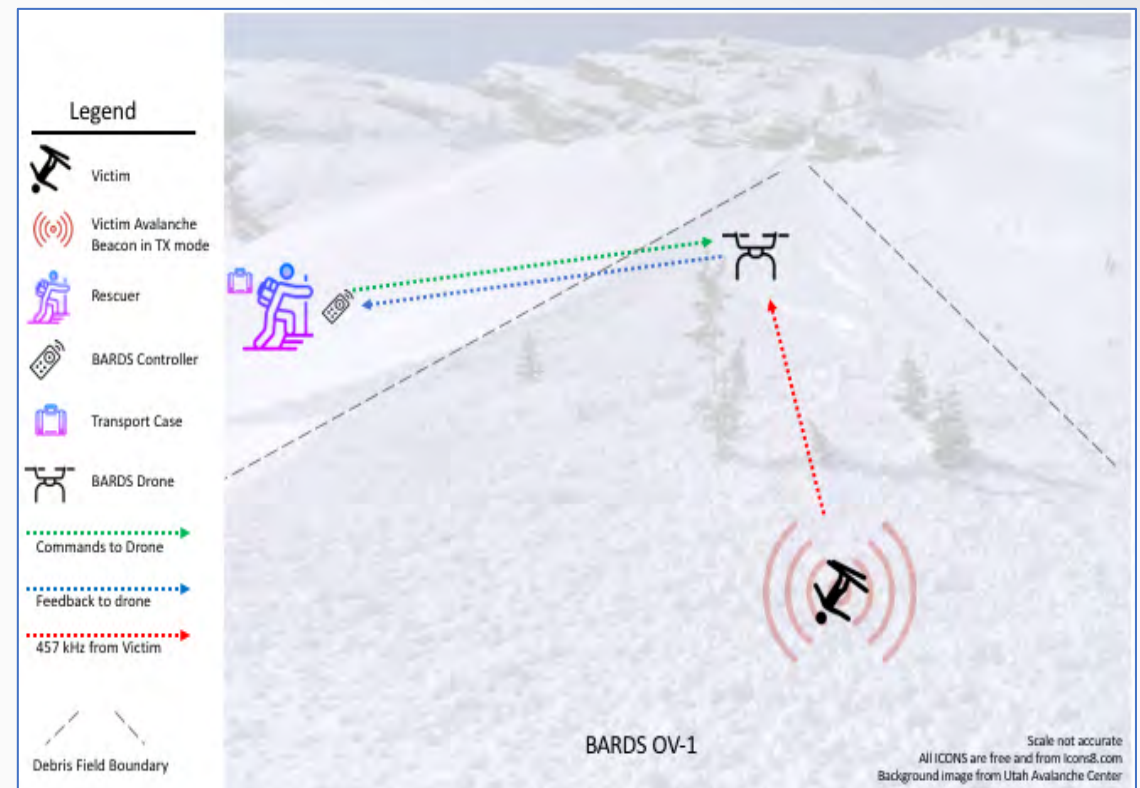 Legend
Victim
Victim Avalanche
Beacon in TX mode
Rescuer
BARDS Controller
Transport Case
BARDS Drone
Commands to Drone
Feedback to drone
457 kHz from Victim
Debris Field Boundary
BARDS OV-1
Scale not accurate
All ICONS are free and from Icons8.com
Background image from Utah Avalanche Center